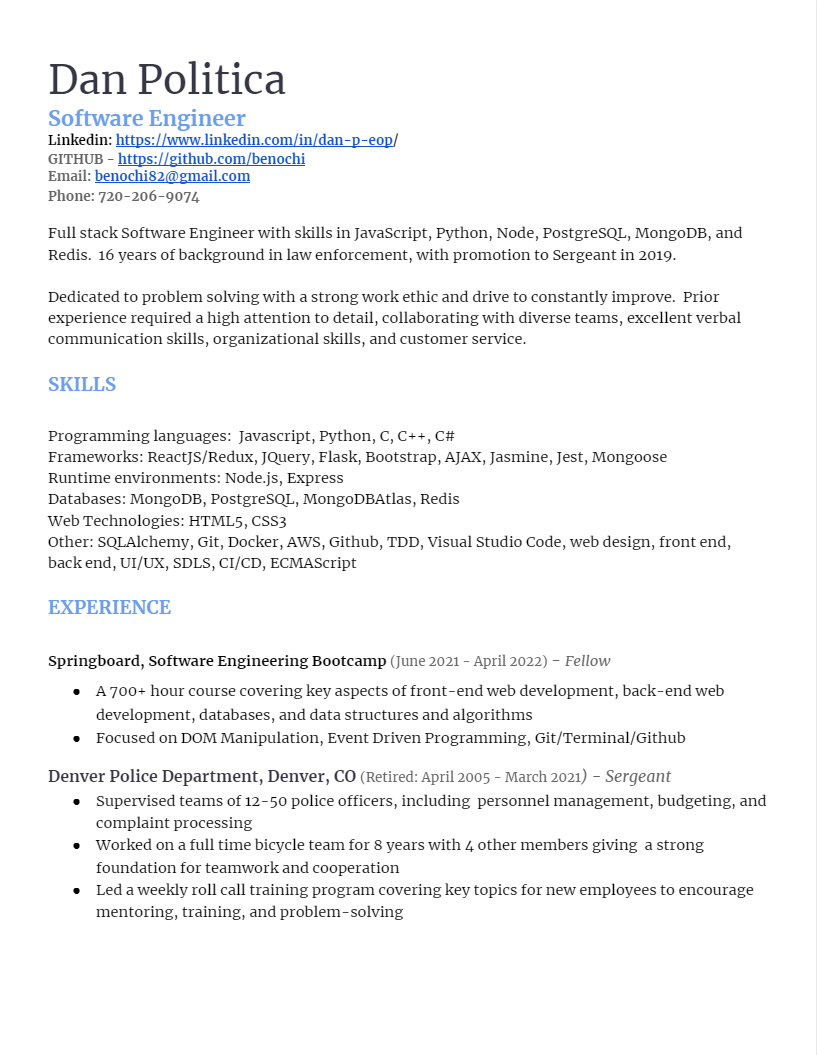 Dan Politica
Software Engineer
Linkedin: https://www.linkedin.com/in/dan-p-eop/
GITHUB - https://github.com/benochi
Email: benochi82@gmail.com
Phone: 720-206-9074
Full stack Software Engineer with skills in JavaScript, Python, Node, PostgreSQL, MongoDB, and
Redis.  16 years of background in law enforcement, with promotion to Sergeant in 2019.
Dedicated to problem solving with a strong work ethic and drive to constantly improve.  Prior
experience required a high attention to detail, collaborating with diverse teams, excellent verbal
communication skills, organizational skills, and customer service.
SKILLS
Programming languages:  Javascript, Python, C, C++, C#
Frameworks: ReactJS/Redux, JQuery, Flask, Bootstrap, AJAX, Jasmine, Jest, Mongoose
Runtime environments: Node.js, Express
Databases: MongoDB, PostgreSQL, MongoDBAtlas, Redis
Web Technologies: HTML5, CSS3
Other: SQLAlchemy, Git, Docker, AWS, Github, TDD, Visual Studio Code, web design, front end,
back end, UI/UX, SDLS, CI/CD, ECMAScript
EXPERIENCE
Springboard, Software Engineering Bootcamp (June 2021 - April 2022) - Fellow
● A 700+ hour course covering key aspects of front-end web development, back-end web
development, databases, and data structures and algorithms
● Focused on DOM Manipulation, Event Driven Programming, Git/Terminal/Github
Denver Police Department, Denver, CO (Retired: April 2005 - March 2021) - Sergeant
● Supervised teams of 12-50 police officers, including  personnel management, budgeting, and
complaint processing
● Worked on a full time bicycle team for 8 years with 4 other members giving  a strong
foundation for teamwork and cooperation
● Led a weekly roll call training program covering key topics for new employees to encourage
mentoring, training, and problem-solving